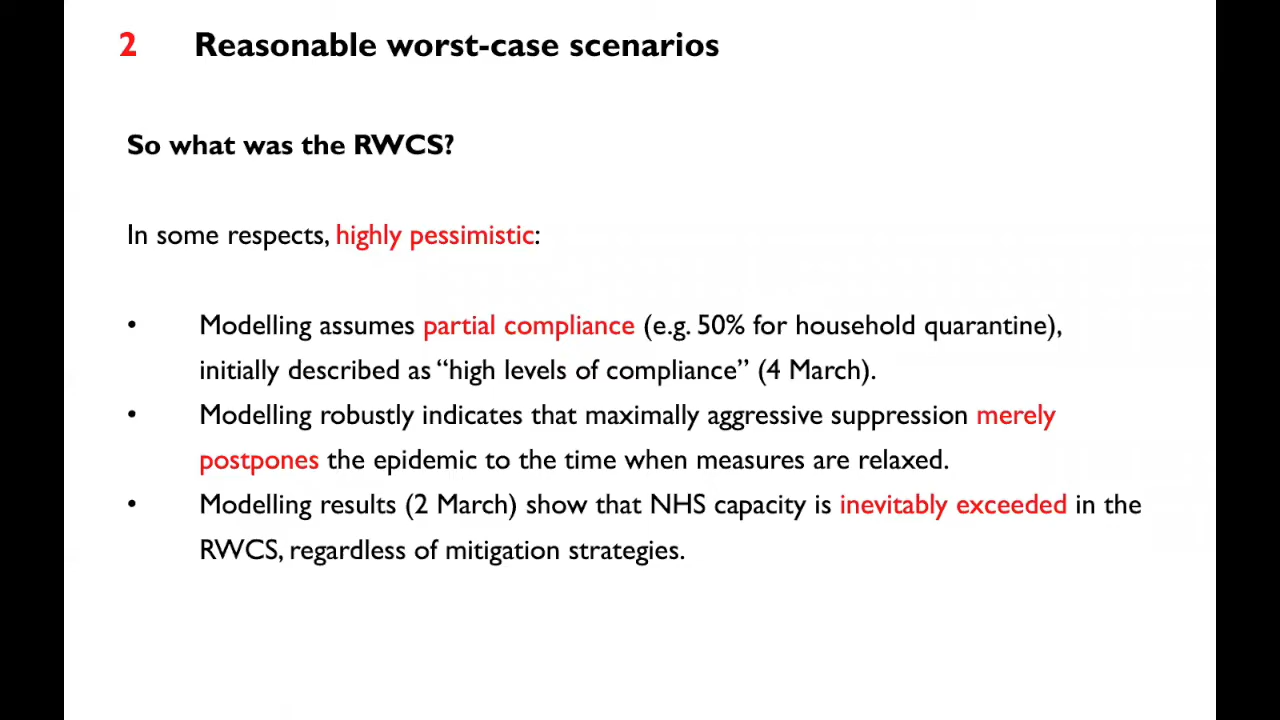 2 Reasonable worst-case scenarios
So what was the RWCS?
In some respects, highly pessimistic:
• Modelling assumes partial compliance (e.g. 50% for household quarantine),
initially described as “high levels of compliance” (4 March).
• Modelling robustly indicates that maximally aggressive suppression merely
postpones the epidemic to the time when measures are relaxed.
• Modelling results (2 March) show that NHS capacity is inevitably exceeded in the
RWCS, regardless of mitigation strategies.